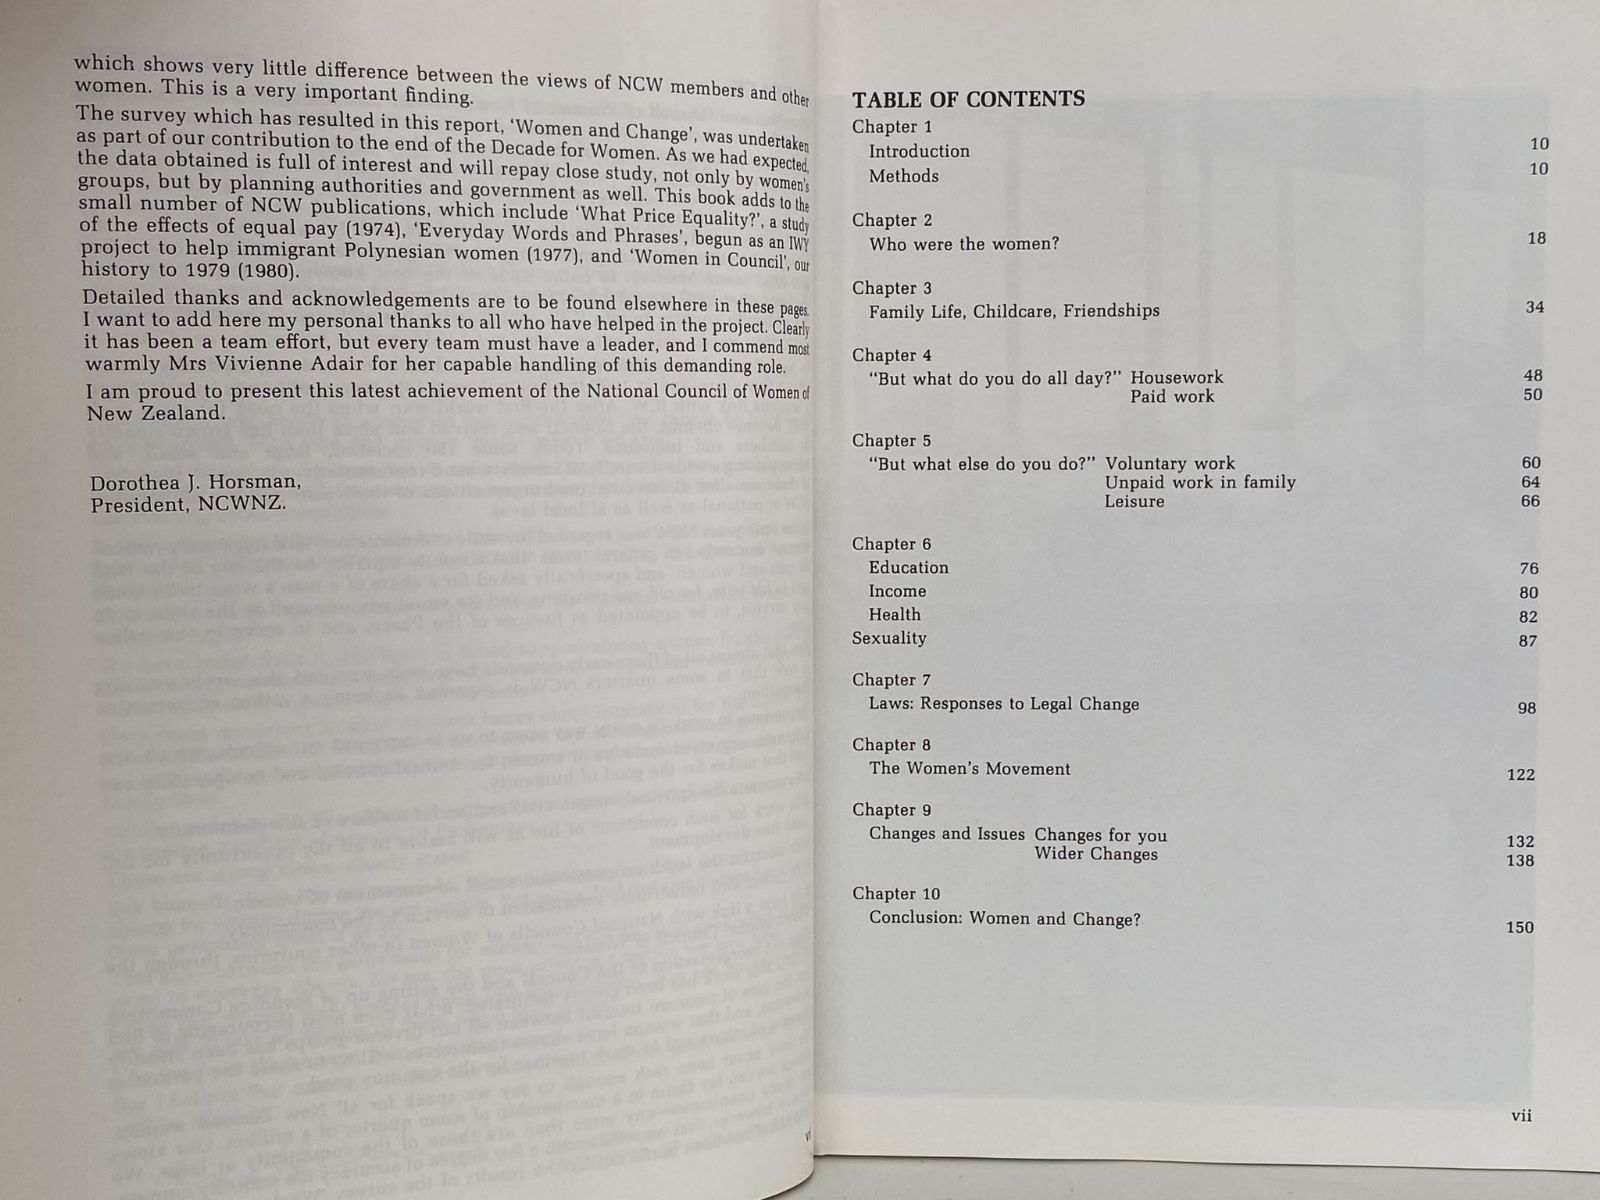 which shows very little difference between the views of NCW members and other
women. This is a very important finding.
The survey which has resulted in this report, ‘Women and Change’, was undertaken
as part of our contribution to the end of the Decade for Women. As we had expected,
the data obtained is full of interest and will repay close study, not only by women's
groups, but by planning authorities and government as well. This book adds to the
small number of NCW publications, which include ‘What Price Equality?’, a study
of the effects of equal pay (1974), ‘Everyday Words and Phrases’, begun as an IWY
project to help immigrant Polynesian women (1977), and ‘Women in Council’, our
history to 1979 (1980).
Detailed thanks and acknowledgements are to be found elsewhere in these pages.
I want to add here my personal thanks to all who have helped in the project. Clearly
it has been a team effort, but every team must have a leader, and I commend most
warmly Mrs Vivienne Adair for her capable handling of this demanding role.
I am proud to present this latest achievement of the National Council of Women of
New Zealand.
Dorothea J. Horsman,
President, NCWNZ.
TABLE OF CONTENTS
Chapter 1
Introduction 10
Methods 10
Chapter 2
Who were the women? 18
Chapter 3
Family Life, Childcare, Friendships 34
Chapter 4
“But what do you do all day?” Housework 48
Paid work 50
Chapter 5
“But what else do you do?” Voluntary work 60
Unpaid work in family 64
Leisure 66
Chapter 6
Education 76
Income 80
Health 82
Sexuality 87
Chapter 7
Laws: Responses to Legal Change 98
Chapter 8
The Women's Movement 122
Chapter 9
Changes and Issues Changes for you 132
Wider Changes 138
Chapter 10
Conclusion: Women and Change? 150
vii